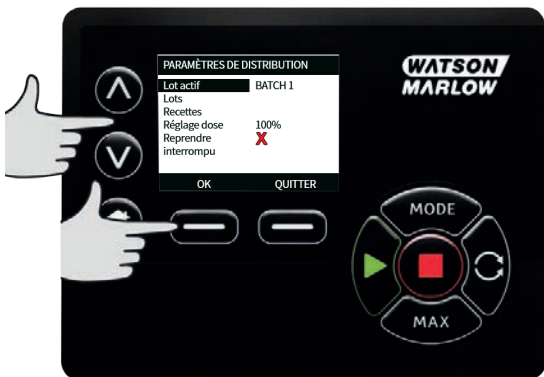 PARAMÈTRES DE DISTRIBUTION
Lot actif BATCH 1
Lots
Recettes
Réglage dose 100%
Reprendre
interrompu
OK QUITTER
WATSON
MARLOW
MODE
MAX